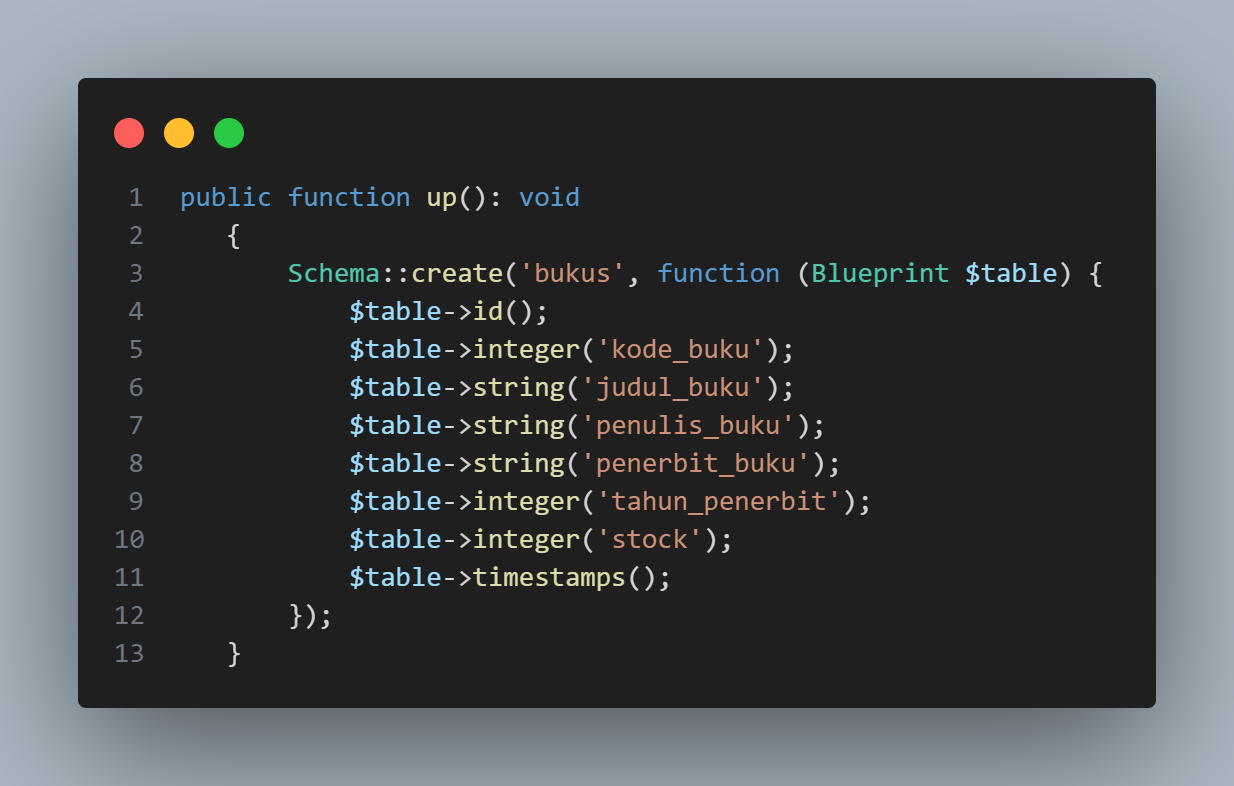 1 public function up(): void
2    {
3        Schema::create('bukus', function (Blueprint $table) {
4            $table->id();
5            $table->integer('kode_buku');
6            $table->string('judul_buku');
7            $table->string('penulis_buku');
8            $table->string('penerbit_buku');
9            $table->integer('tahun_penerbit');
10            $table->integer('stock');
11            $table->timestamps();
12        });
13    }